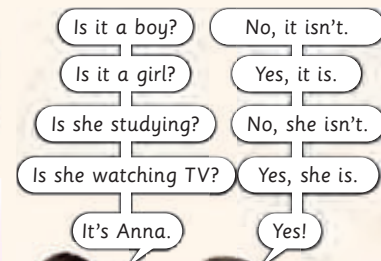 Is it a boy?
No, it isn't.
Is it a girl?
Yes, it is.
Is she studying?
No, she isn't.
Is she watching TV?
Yes, she is.
It's Anna.
Yes!